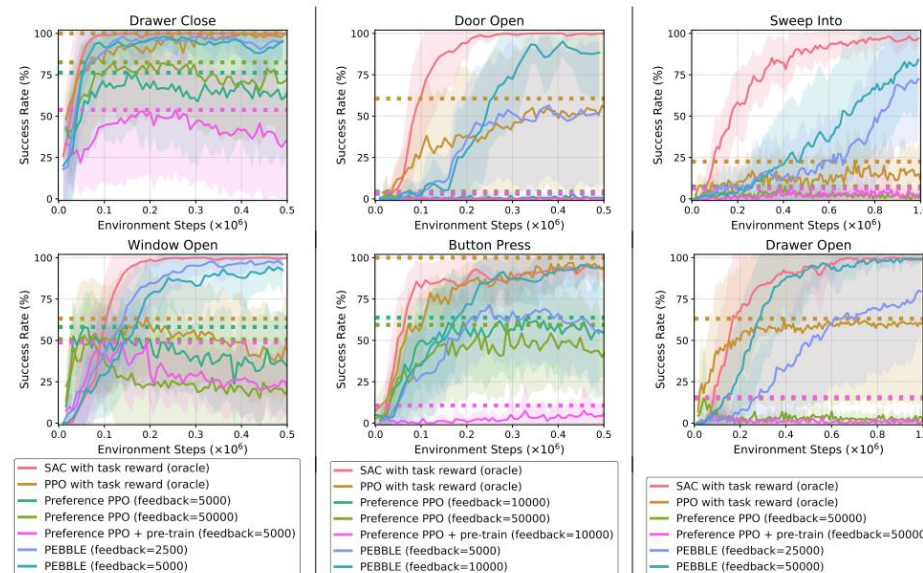 Drawer Close
Success Rate (%)
100
75
50
25
0
0.0 0.1 0.2 0.3 0.4 0.5
Environment Steps (×10⁶)
Door Open
Success Rate (%)
100
75
50
25
0
0.0 0.1 0.2 0.3 0.4 0.5
Environment Steps (×10⁶)
Sweep Into
Success Rate (%)
100
75
50
25
0
0.0 0.2 0.4 0.6 0.8 1.0
Environment Steps (×10⁶)
Window Open
Success Rate (%)
100
75
50
25
0
0.0 0.1 0.2 0.3 0.4 0.5
Environment Steps (×10⁶)
Button Press
Success Rate (%)
100
75
50
25
0
0.0 0.1 0.2 0.3 0.4 0.5
Environment Steps (×10⁶)
Drawer Open
Success Rate (%)
100
75
50
25
0
0.0 0.2 0.4 0.6 0.8 1.0
Environment Steps (×10⁶)
SAC with task reward (oracle)
PPO with task reward (oracle)
Preference PPO (feedback=5000)
Preference PPO (feedback=50000)
Preference PPO + pre-train (feedback=5000)
PEBBLE (feedback=2500)
PEBBLE (feedback=5000)
SAC with task reward (oracle)
PPO with task reward (oracle)
Preference PPO (feedback=10000)
Preference PPO (feedback=50000)
Preference PPO + pre-train (feedback=10000)
PEBBLE (feedback=5000)
PEBBLE (feedback=10000)
SAC with task reward (oracle)
PPO with task reward (oracle)
Preference PPO (feedback=50000)
Preference PPO + pre-train (feedback=50000
PEBBLE (feedback=25000)
PEBBLE (feedback=50000)